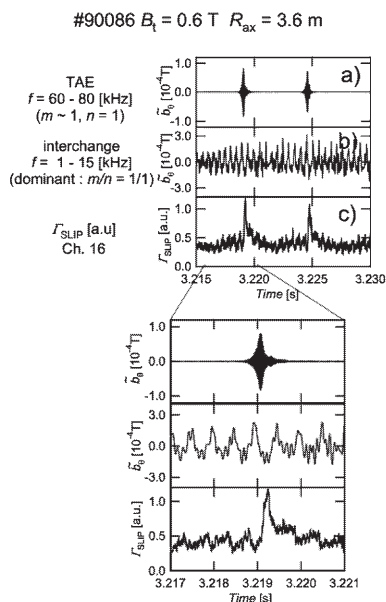 #90086 Bt = 0.6 T Rax = 3.6 m
TAE
f = 60 - 80 [kHz]
(m ~ 1, n = 1)
interchange
f = 1 - 15 [kHz]
(dominant : m/n = 1/1)
ΓSLIP [a.u]
Ch. 16
b̃θ [10⁻⁴T]
1.0
0.0
-1.0
a)
b̃θ [10⁻⁴T]
3.0
0.0
-3.0
b)
ΓSLIP [a.u.]
1.0
0.5
0.0
c)
3.215 3.220 3.225 3.230
Time [s]
b̃θ [10⁻⁴T]
1.0
0.0
-1.0
b̃θ [10⁻⁴T]
3.0
0.0
-3.0
ΓSLIP [a.u.]
1.0
0.5
0.0
3.217 3.218 3.219 3.220 3.221
Time [s]